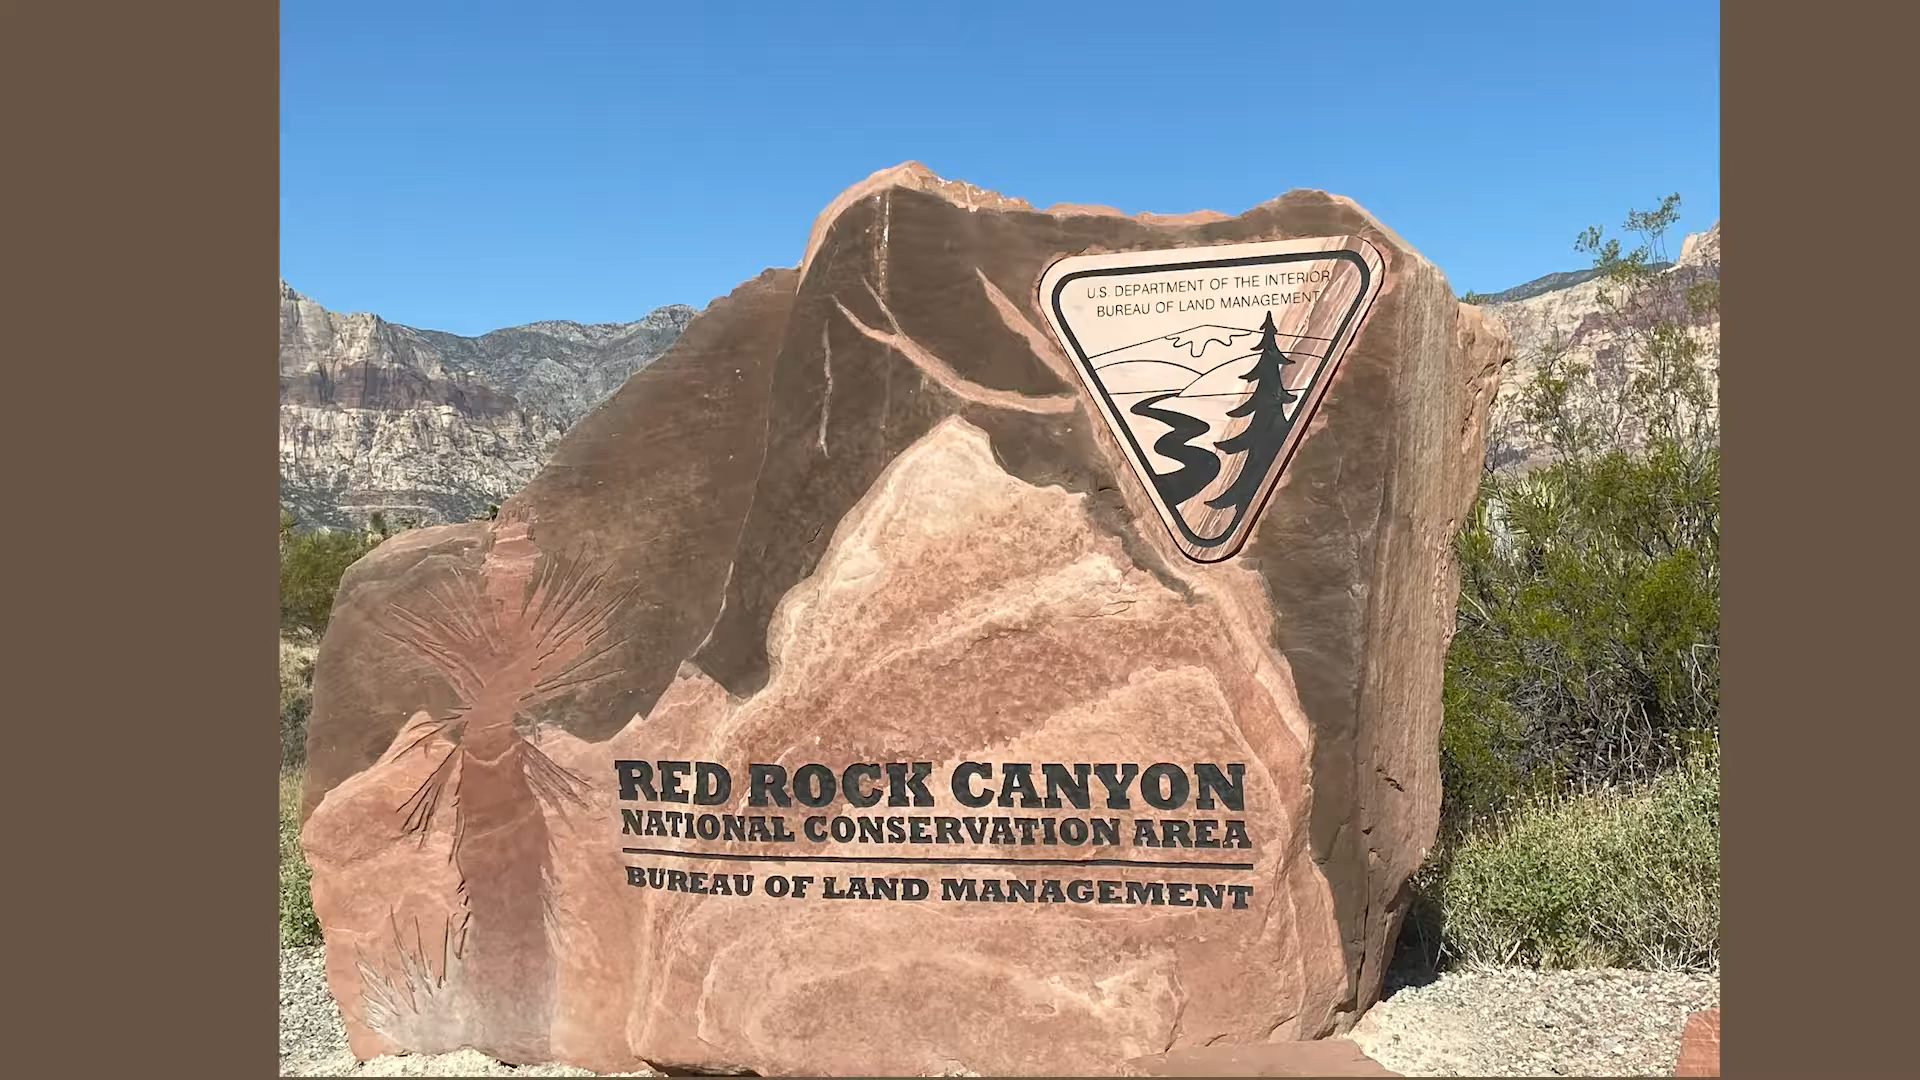 U.S. DEPARTMENT OF THE INTERIOR
BUREAU OF LAND MANAGEMENT
RED ROCK CANYON
NATIONAL CONSERVATION AREA
BUREAU OF LAND MANAGEMENT